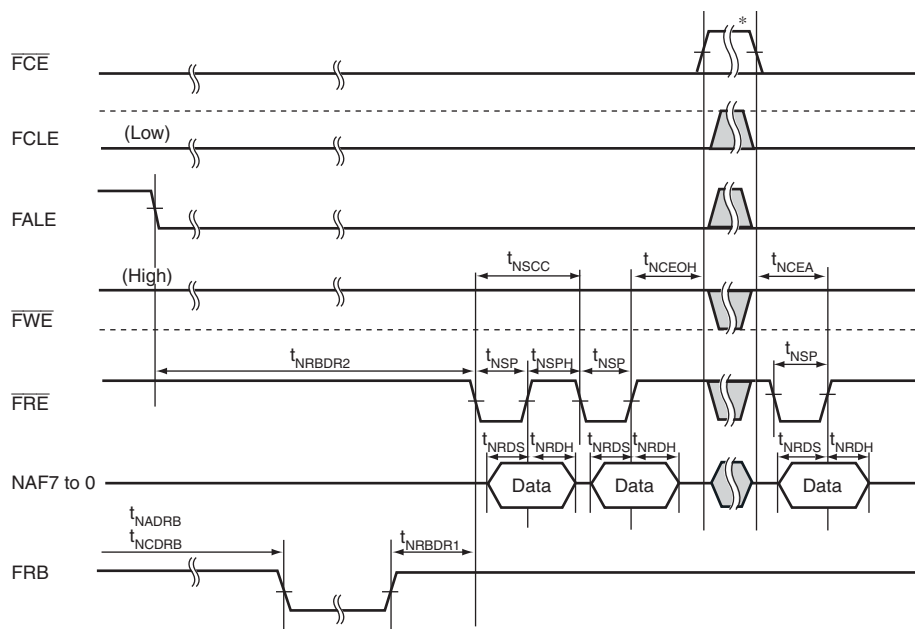 *
FCE
FCLE
(Low)
FALE
(High)
tNSCC
tNCEOH
tNCEA
FWE
tNRBDR2
tNSP
tNSPH
tNSP
tNSP
FRE
tNRDS
tNRDH
tNRDS
tNRDH
tNRDS
tNRDH
NAF7 to 0
Data
Data
Data
tNADRB
tNCDRB
tNRBDR1
FRB